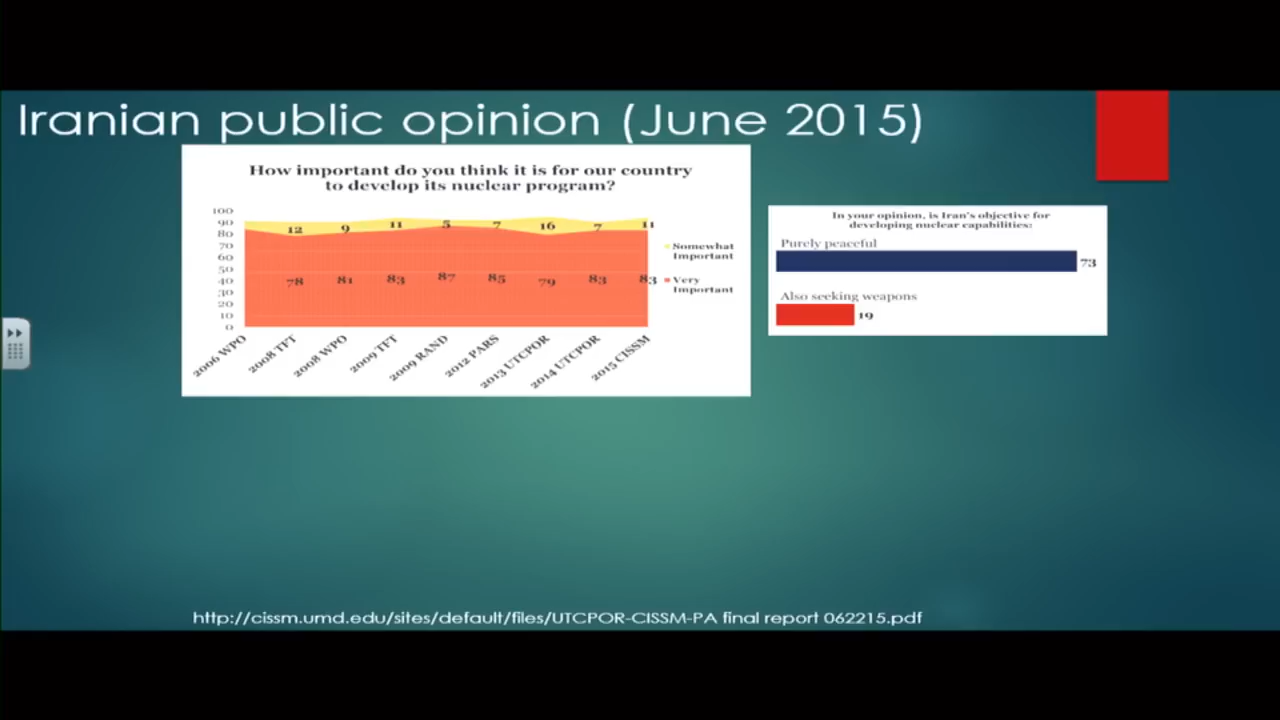 Iranian public opinion (June 2015)
How important do you think it is for our country
to develop its nuclear program?
100
90
80
70
60
50
40
30
20
10
0
12 9 11 5 7 16 7 11
78 81 83 87 85 79 83 83
Somewhat
Important
Very
Important
2006 WPO
2008 TFT
2008 WPO
2009 TFT
2009 RAND
2012 PARS
2013 UTCPOR
2014 UTCPOR
2015 CISSM
In your opinion, is Iran's objective for
developing nuclear capabilities:
Purely peaceful
73
Also seeking weapons
19
http://cissm.umd.edu/sites/default/files/UTCPOR-CISSM-PA final report 062215.pdf